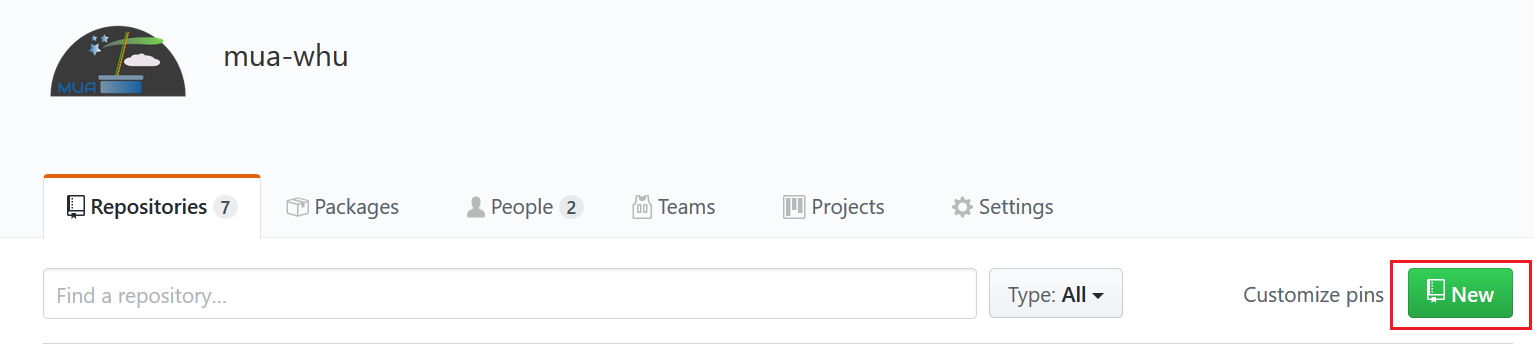 mua-whu
MUA
Repositories 7
Packages
People 2
Teams
Projects
Settings
Find a repository...
Type: All
Customize pins
New